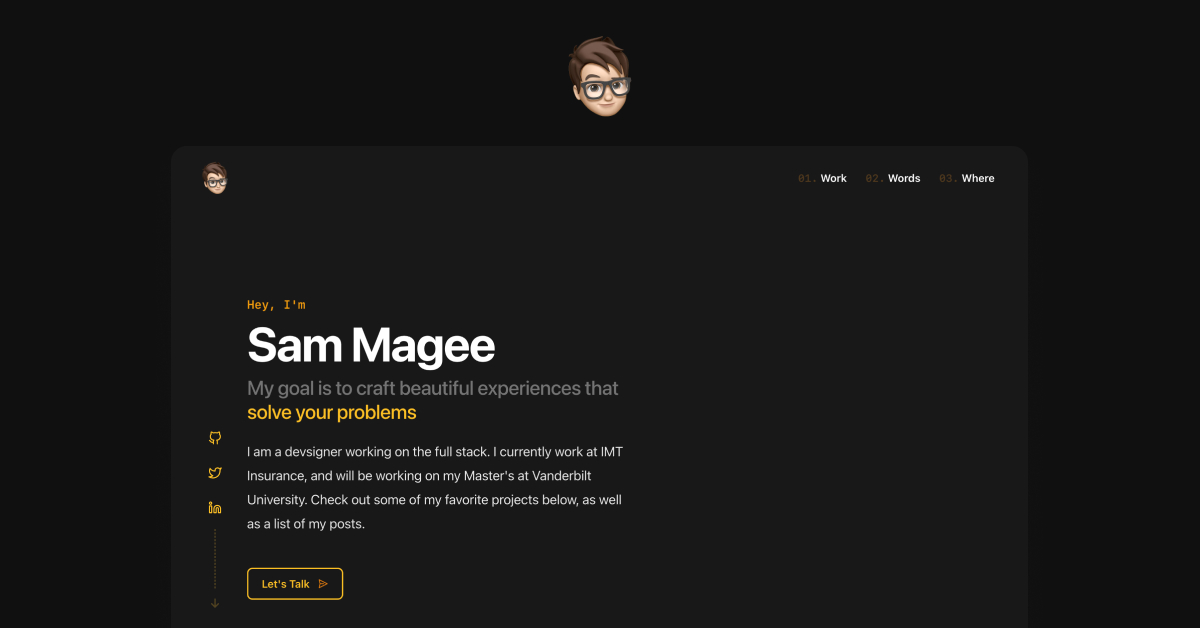 01. Work 02. Words 03. Where
Hey, I'm
Sam Magee
My goal is to craft beautiful experiences that
solve your problems
I am a devsigner working on the full stack. I currently work at IMT
Insurance, and will be working on my Master's at Vanderbilt
University. Check out some of my favorite projects below, as well
as a list of my posts.
Let's Talk